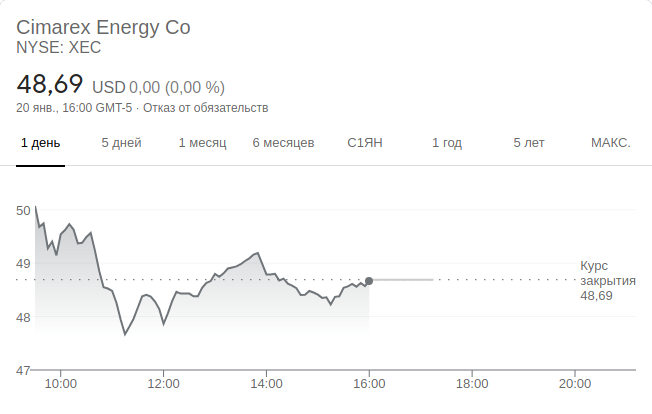 Cimarex Energy Co
NYSE: XEC
48,69 USD 0,00 (0,00 %)
20 янв., 16:00 GMT-5 · Отказ от обязательств
1 день 5 дней 1 месяц 6 месяцев С1ЯН 1 год 5 лет МАКС.
50
49
Курс
закрытия
48,69
48
47
10:00 12:00 14:00 16:00 18:00 20:00